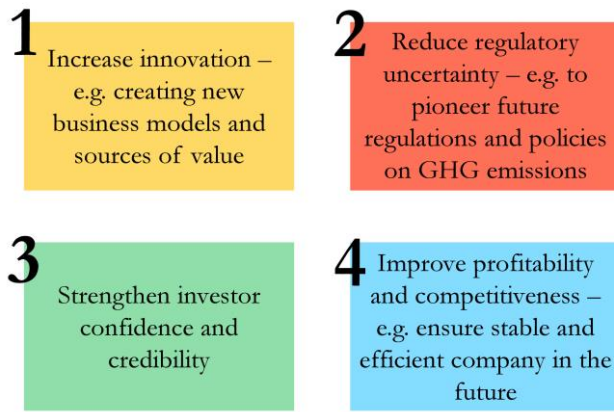 1
Increase innovation –
e.g. creating new
business models and
sources of value
2
Reduce regulatory
uncertainty – e.g. to
pioneer future
regulations and policies
on GHG emissions
3
Strengthen investor
confidence and
credibility
4
Improve profitability
and competitiveness –
e.g. ensure stable and
efficient company in the
future